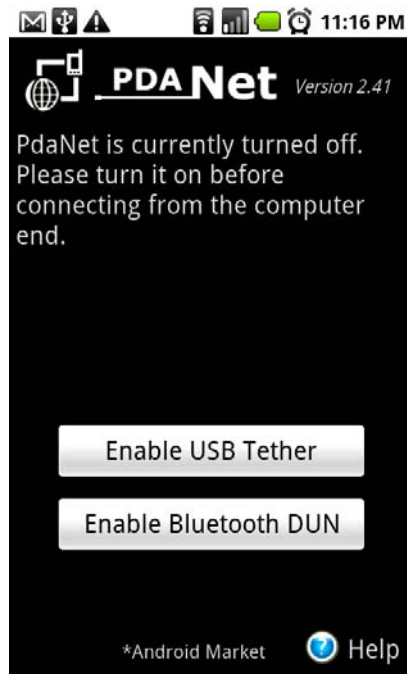 11:16 PM
PDA Net Version 2.41
PdaNet is currently turned off.
Please turn it on before
connecting from the computer
end.
Enable USB Tether
Enable Bluetooth DUN
*Android Market
Help